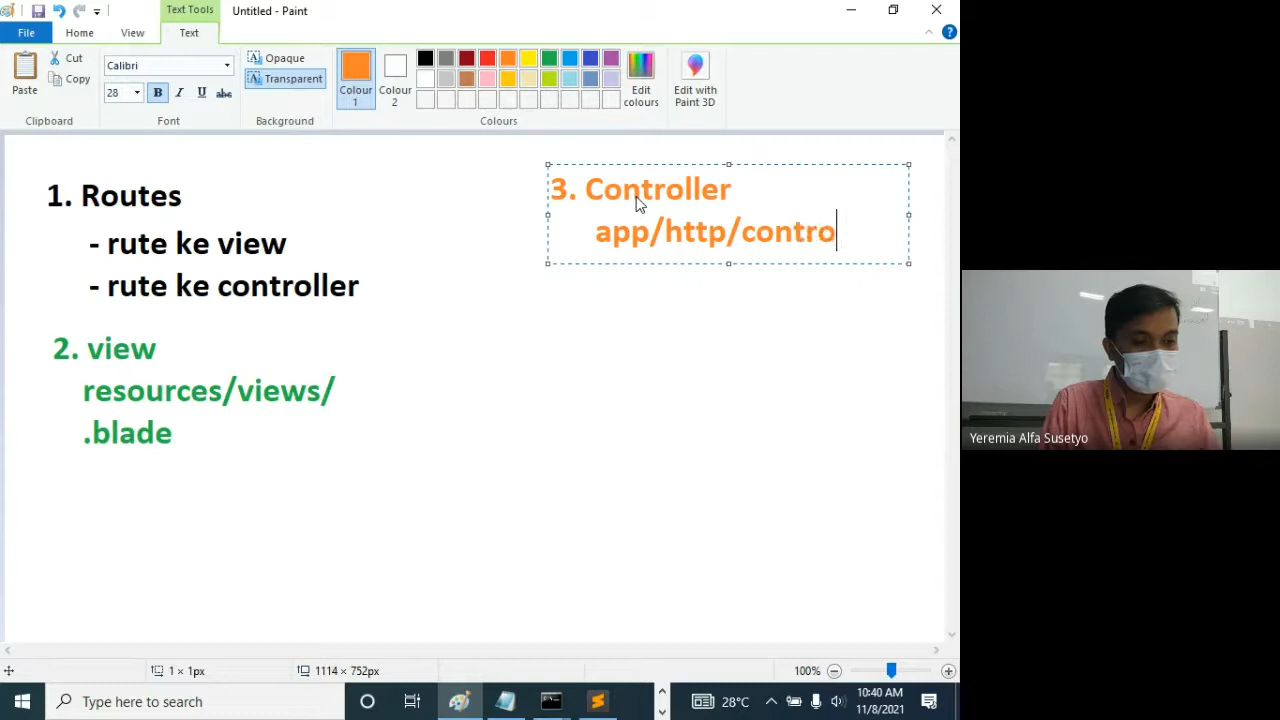 Text Tools
Untitled - Paint
File
Home
View
Text
Paste
Cut
Copy
Clipboard
Calibri
28
B
I
U
abc
Font
Opaque
Transparent
Background
Colour
1
Colour
2
Edit
colours
Edit with
Paint 3D
Colours
1. Routes
- rute ke view
- rute ke controller
2. view
resources/views/
.blade
3. Controller
app/http/contro
Yeremia Alfa Susetyo
1 × 1px
1114 × 752px
100%
Type here to search
28°C
10:40 AM
11/8/2021